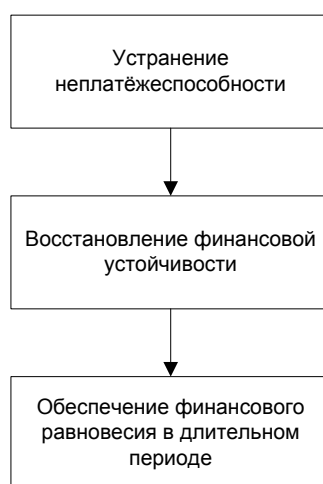 Устранение
неплатёжеспособности
Восстановление финансовой
устойчивости
Обеспечение финансового
равновесия в длительном
периоде